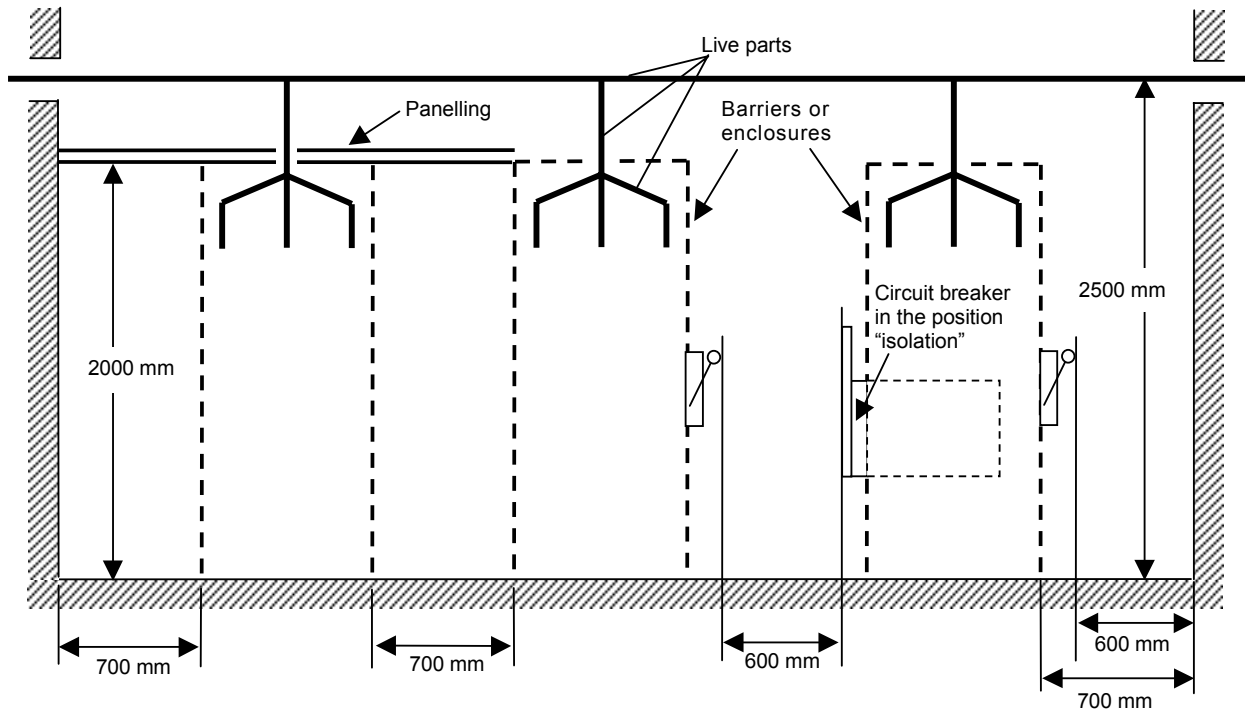 Live parts
Panelling
Barriers or
enclosures
Circuit breaker
in the position
“isolation”
2500 mm
2000 mm
700 mm
700 mm
600 mm
600 mm
700 mm